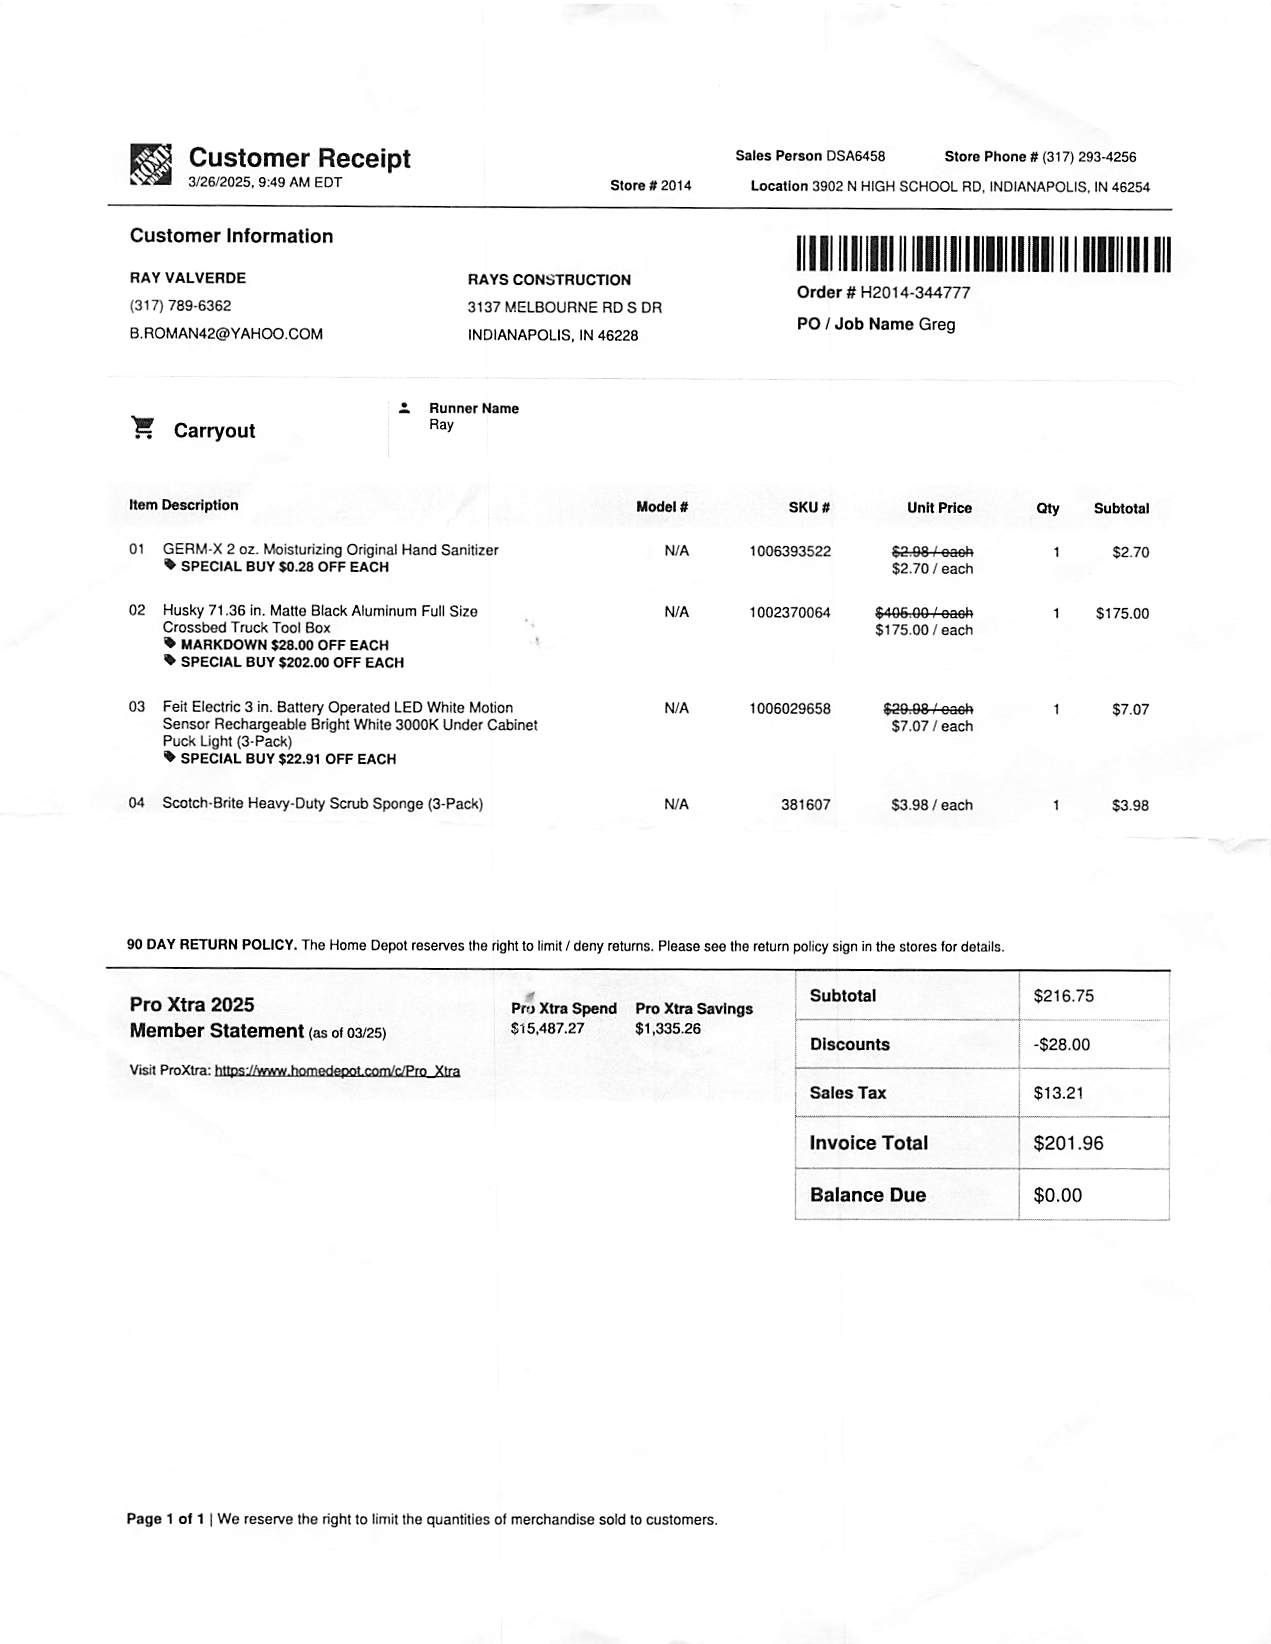 THE HOME DEPOT
Customer Receipt
3/26/2025, 9:49 AM EDT
Sales Person DSA6458 Store Phone # (317) 293-4256
Store # 2014 Location 3902 N HIGH SCHOOL RD, INDIANAPOLIS, IN 46254
Customer Information
RAY VALVERDE
(317) 789-6362
B.ROMAN42@YAHOO.COM
RAYS CONSTRUCTION
3137 MELBOURNE RD S DR
INDIANAPOLIS, IN 46228
Order # H2014-344777
PO / Job Name Greg
Carryout
Runner Name
Ray
Item Description Model # SKU # Unit Price Qty Subtotal
01 GERM-X 2 oz. Moisturizing Original Hand Sanitizer N/A 1006393522 $2.98 / each 1 $2.70
SPECIAL BUY $0.28 OFF EACH $2.70 / each
02 Husky 71.36 in. Matte Black Aluminum Full Size N/A 1002370064 $405.00 / each 1 $175.00
Crossbed Truck Tool Box $175.00 / each
MARKDOWN $28.00 OFF EACH
SPECIAL BUY $202.00 OFF EACH
03 Feit Electric 3 in. Battery Operated LED White Motion N/A 1006029658 $29.98 / each 1 $7.07
Sensor Rechargeable Bright White 3000K Under Cabinet $7.07 / each
Puck Light (3-Pack)
SPECIAL BUY $22.91 OFF EACH
04 Scotch-Brite Heavy-Duty Scrub Sponge (3-Pack) N/A 381607 $3.98 / each 1 $3.98
90 DAY RETURN POLICY. The Home Depot reserves the right to limit / deny returns. Please see the return policy sign in the stores for details.
Pro Xtra 2025
Member Statement (as of 03/25)
Visit ProXtra: https://www.homedepot.com/c/Pro_Xtra
Pro Xtra Spend Pro Xtra Savings
$15,487.27 $1,335.26
Subtotal $216.75
Discounts -$28.00
Sales Tax $13.21
Invoice Total $201.96
Balance Due $0.00
Page 1 of 1 | We reserve the right to limit the quantities of merchandise sold to customers.